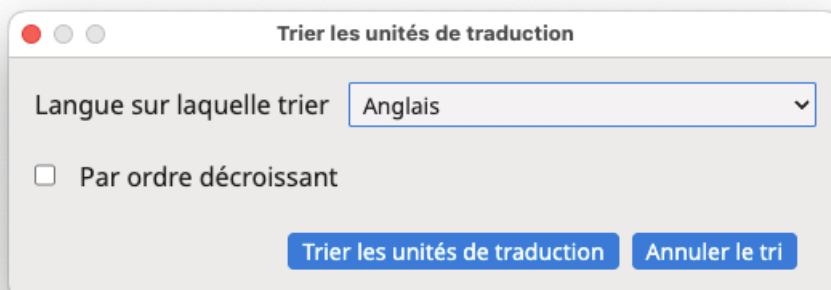 Trier les unités de traduction
Langue sur laquelle trier Anglais
Par ordre décroissant
Trier les unités de traduction Annuler le tri